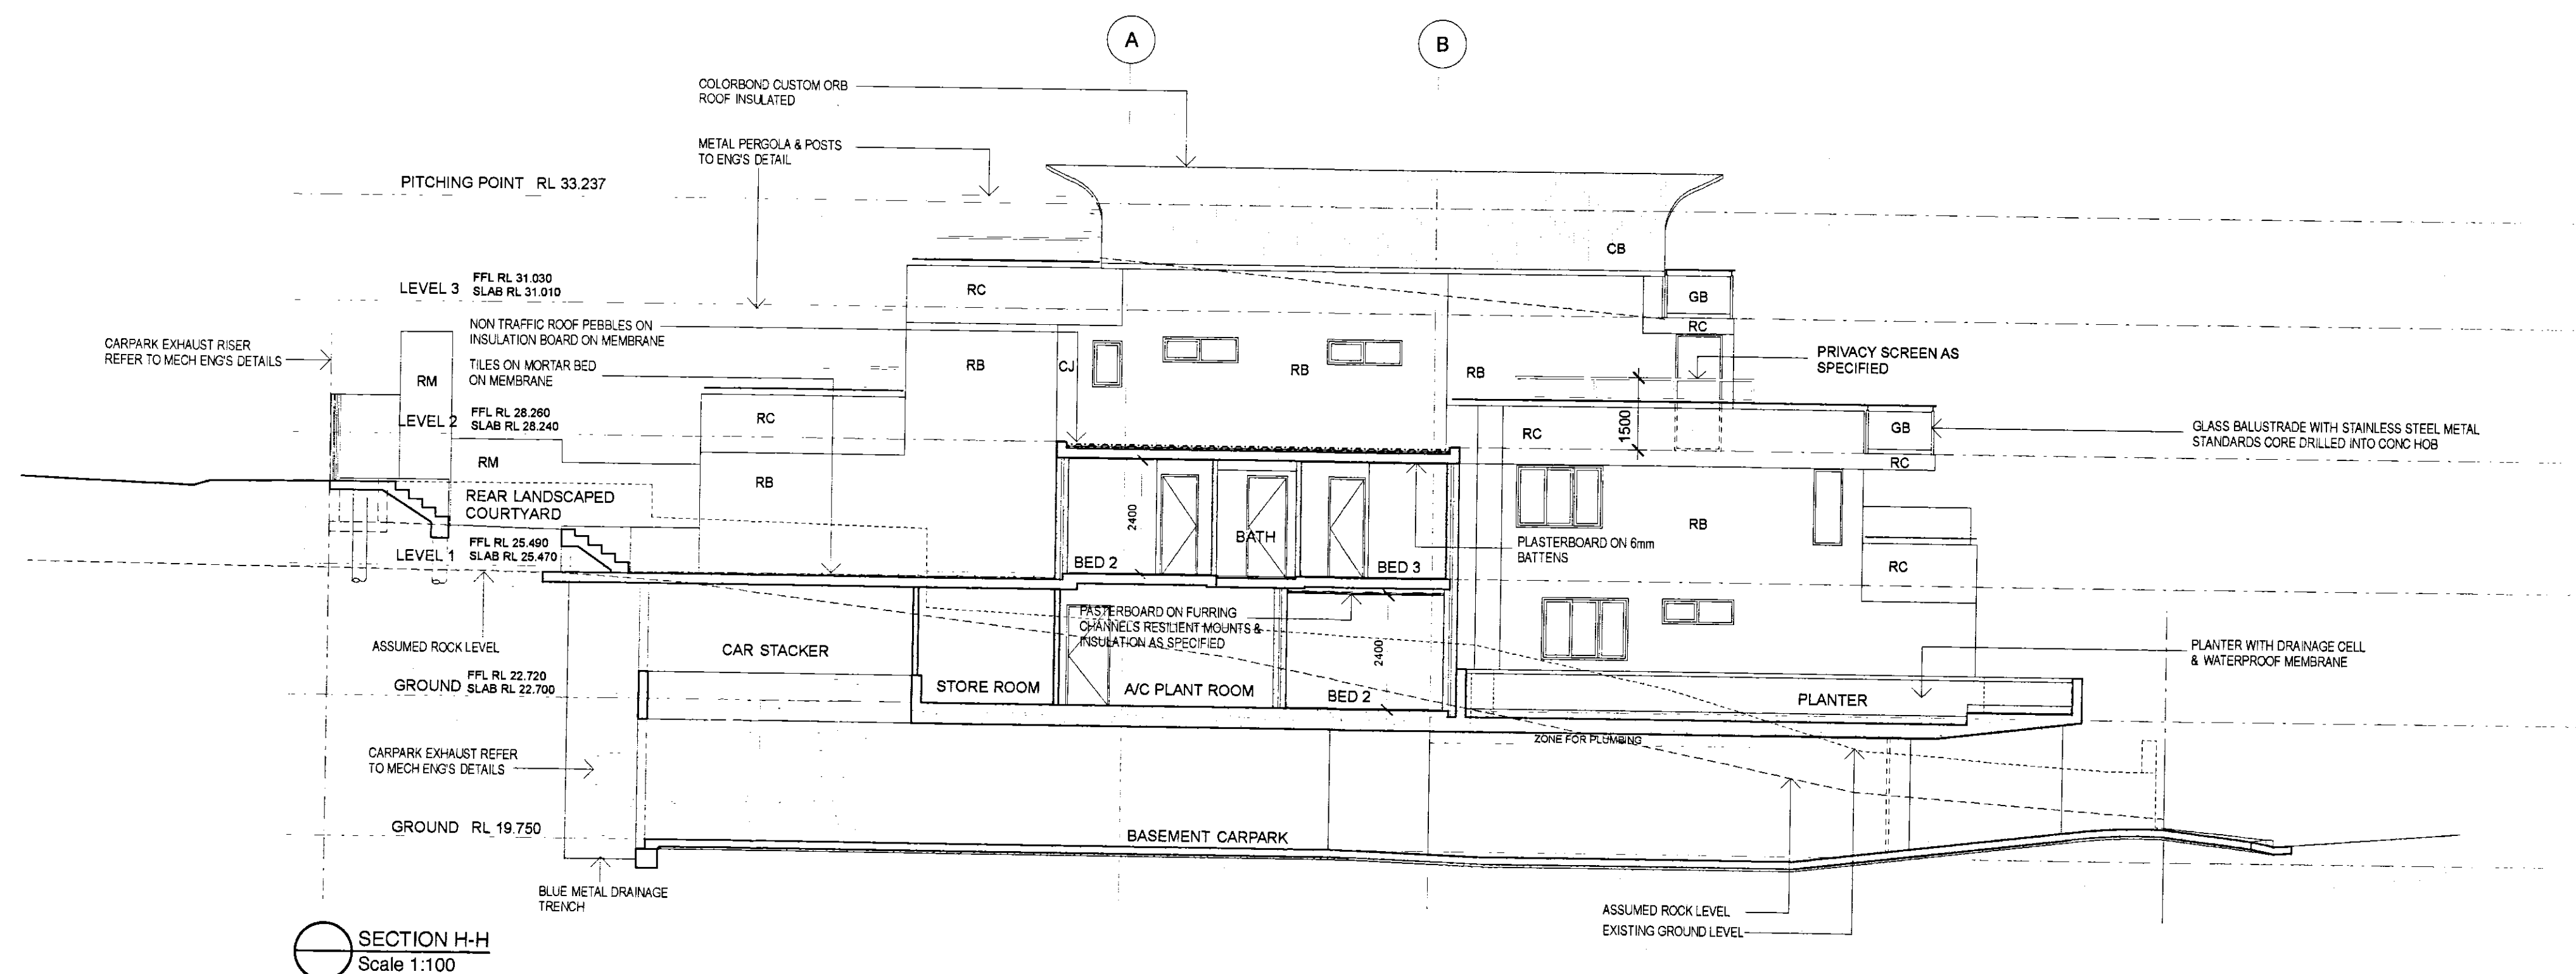 A
B
COLORBOND CUSTOM ORB
ROOF INSULATED
METAL PERGOLA & POSTS
TO ENG'S DETAIL
PITCHING POINT RL 33.237
CB
LEVEL 3
FFL RL 31.030
SLAB RL 31.010
RC
GB
RC
NON TRAFFIC ROOF PEBBLES ON
INSULATION BOARD ON MEMBRANE
CARPARK EXHAUST RISER
REFER TO MECH ENG'S DETAILS
TILES ON MORTAR BED
ON MEMBRANE
RM
RB
CJ
RB
RB
PRIVACY SCREEN AS
SPECIFIED
LEVEL 2
FFL RL 28.260
SLAB RL 28.240
RC
1500
RC
GB
GLASS BALUSTRADE WITH STAINLESS STEEL METAL
STANDARDS CORE DRILLED INTO CONC HOB
RM
RB
RC
REAR LANDSCAPED
COURTYARD
2400
BATH
RB
LEVEL 1
FFL RL 25.490
SLAB RL 25.470
BED 2
BED 3
PLASTERBOARD ON 6mm
BATTENS
RC
PASTERBOARD ON FURRING
CHANNELS RESILIENT MOUNTS &
INSULATION AS SPECIFIED
ASSUMED ROCK LEVEL
CAR STACKER
2400
PLANTER WITH DRAINAGE CELL
& WATERPROOF MEMBRANE
GROUND
FFL RL 22.720
SLAB RL 22.700
STORE ROOM
A/C PLANT ROOM
BED 2
PLANTER
ZONE FOR PLUMBING
CARPARK EXHAUST REFER
TO MECH ENG'S DETAILS
GROUND RL 19.750
BASEMENT CARPARK
BLUE METAL DRAINAGE
TRENCH
ASSUMED ROCK LEVEL
EXISTING GROUND LEVEL
SECTION H-H
Scale 1:100